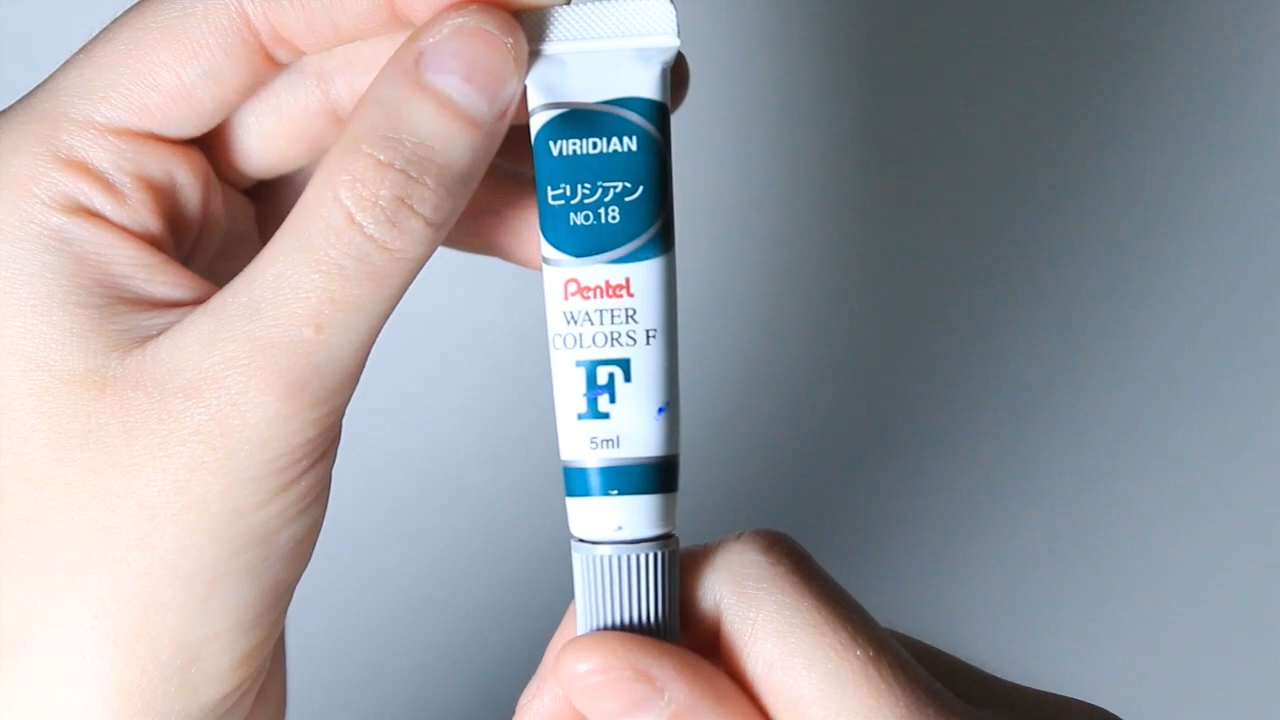 VIRIDIAN
ビリジアン
NO.18
Pentel
WATER
COLORS F
F
5ml